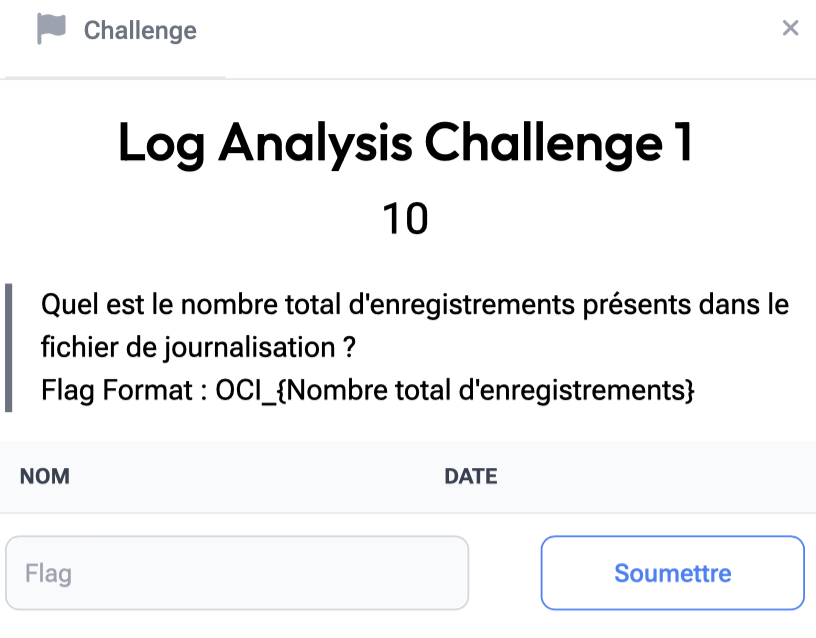 Challenge
×
Log Analysis Challenge 1
10
Quel est le nombre total d'enregistrements présents dans le
fichier de journalisation ?
Flag Format : OCI_{Nombre total d'enregistrements}
NOM DATE
Flag Soumettre